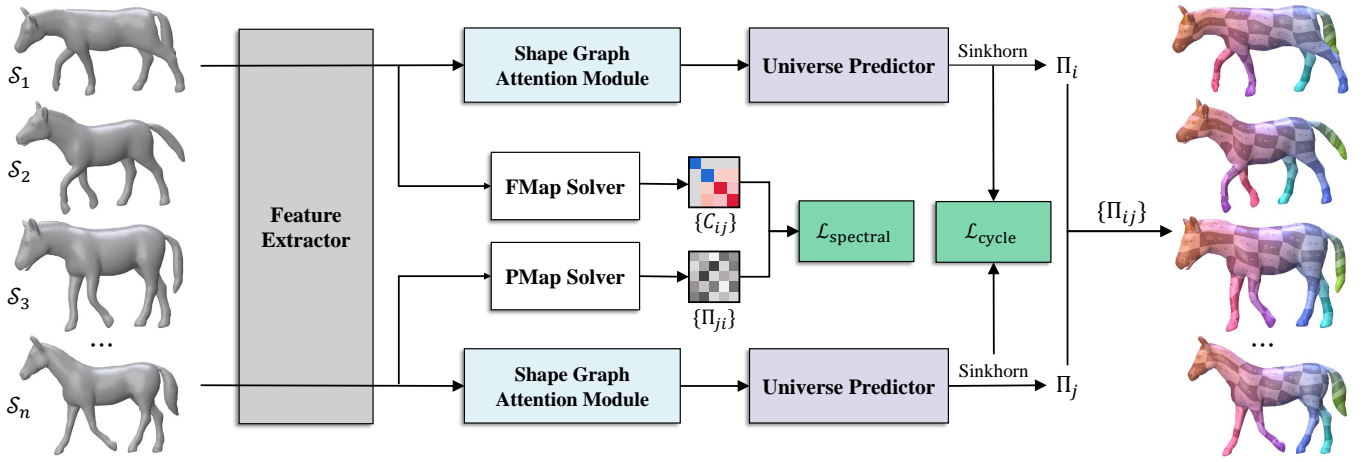 𝒮₁
𝒮₂
𝒮₃
...
𝒮ₙ
Feature
Extractor
Shape Graph
Attention Module
Universe Predictor
Sinkhorn
Πᵢ
FMap Solver
{Cᵢⱼ}
PMap Solver
{Πⱼᵢ}
ℒspectral
ℒcycle
Shape Graph
Attention Module
Universe Predictor
Sinkhorn
Πⱼ
{Πᵢⱼ}
...